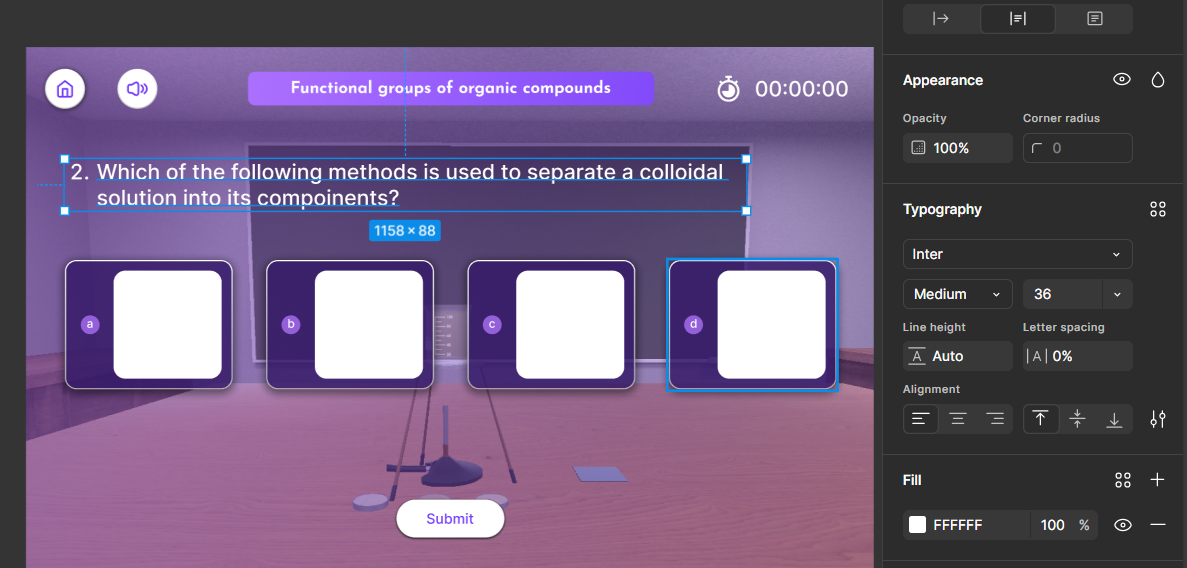 Appearance
Functional groups of organic compounds
00:00:00
Opacity
Corner radius
100%
0
2. Which of the following methods is used to separate a colloidal
solution into its compoinents?
1158 × 88
Typography
Inter
Medium
36
a
b
c
d
Line height
Letter spacing
A
Auto
|A|
0%
Alignment
Fill
Submit
FFFFFF
100
%